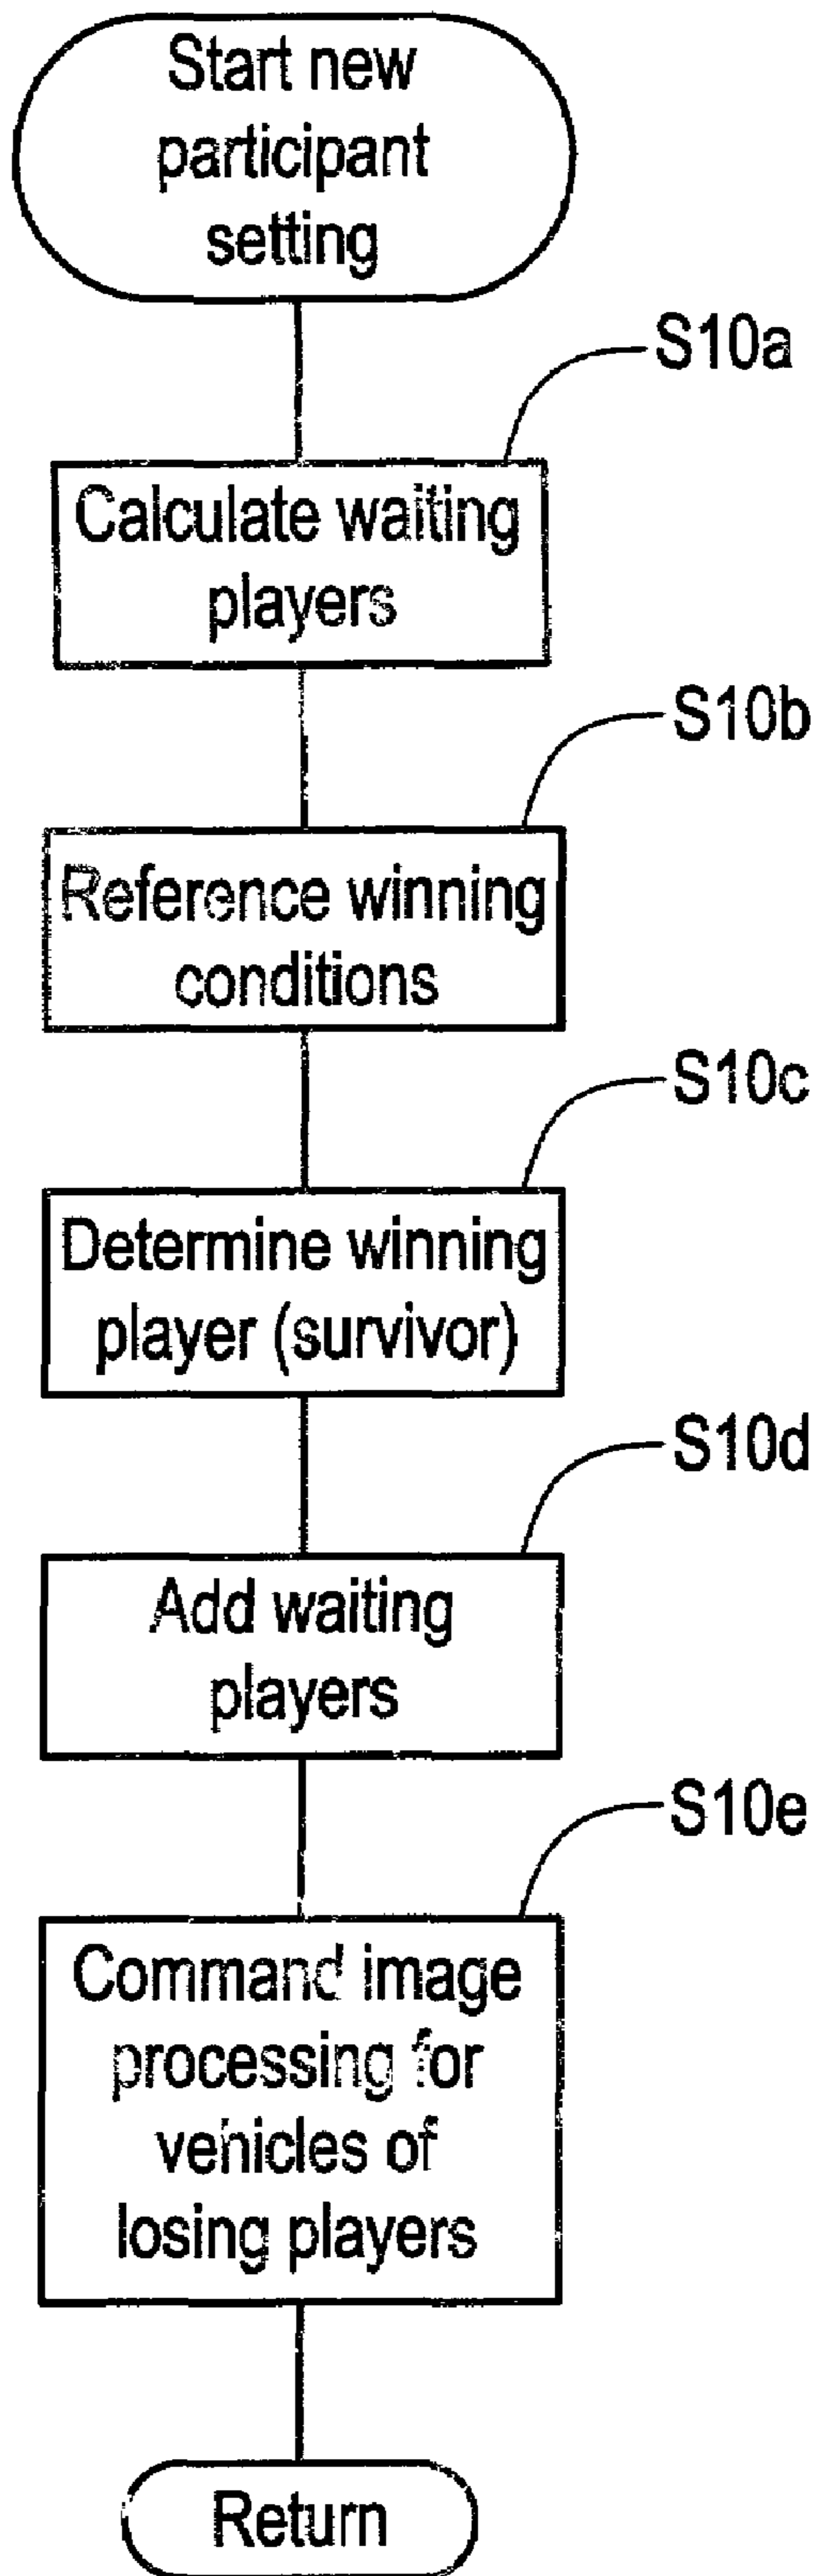 Start new
participant
setting
S10a
Calculate waiting
players
S10b
Reference winning
conditions
S10c
Determine winning
player (survivor)
S10d
Add waiting
players
S10e
Command image
processing for
vehicles of
losing players
Return